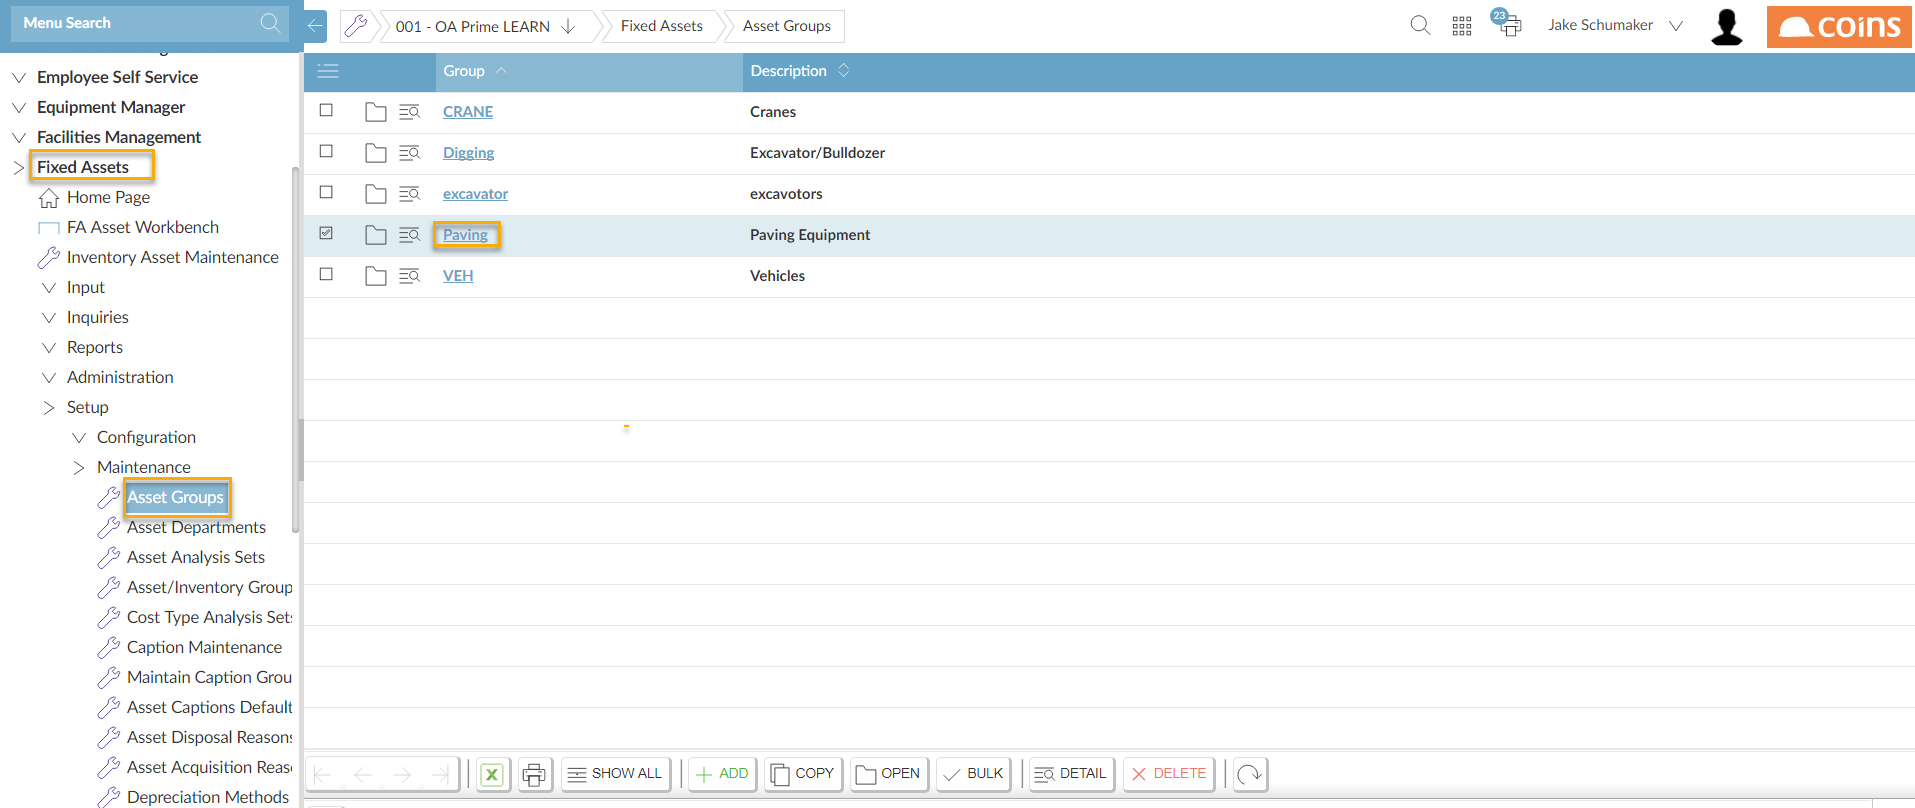 Menu Search
001 - OA Prime LEARN
Fixed Assets
Asset Groups
23
Jake Schumaker
coins
Employee Self Service
Equipment Manager
Facilities Management
Fixed Assets
Home Page
FA Asset Workbench
Inventory Asset Maintenance
Input
Inquiries
Reports
Administration
Setup
Configuration
Maintenance
Asset Groups
Asset Departments
Asset Analysis Sets
Asset/Inventory Group
Cost Type Analysis Sets
Caption Maintenance
Maintain Caption Grou
Asset Captions Default
Asset Disposal Reasons
Asset Acquisition Reas
Depreciation Methods
Group Description
CRANE Cranes
Digging Excavator/Bulldozer
excavator excavotors
Paving Paving Equipment
VEH Vehicles
SHOW ALL ADD COPY OPEN BULK DETAIL DELETE